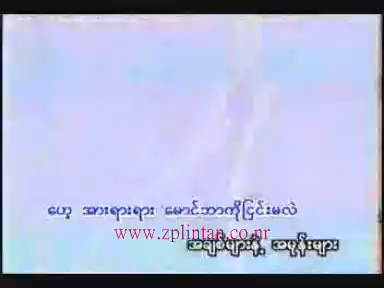 ဟေ့ အားရားရား မောင်ဘာကိုငြင်းမလဲ
www.zplintan.co.nr
အချစ်များနဲ့ အမုန်းများ